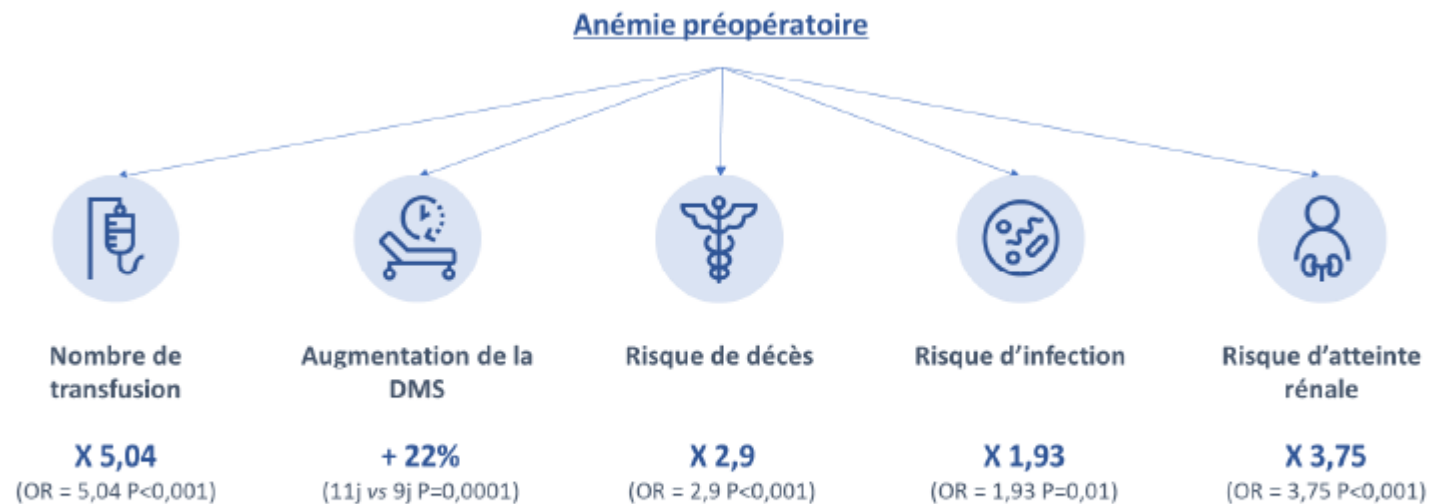 Anémie préopératoire
Nombre de
transfusion
X 5,04
(OR = 5,04 P<0,001)
Augmentation de la
DMS
+ 22%
(11j vs 9j P=0,0001)
Risque de décès
X 2,9
(OR = 2,9 P<0,001)
Risque d’infection
X 1,93
(OR = 1,93 P=0,01)
Risque d’atteinte
rénale
X 3,75
(OR = 3,75 P<0,001)